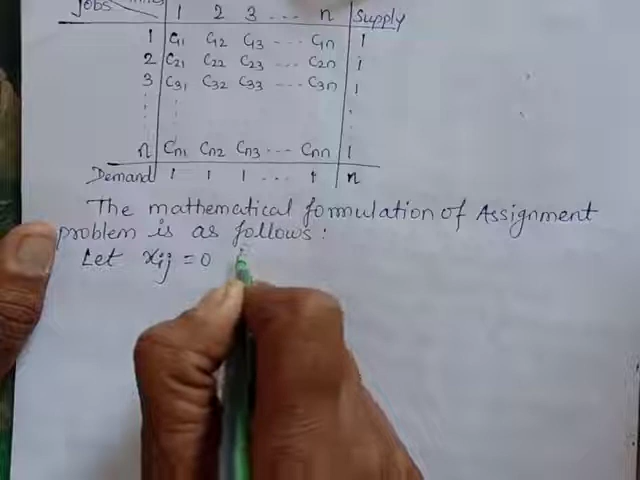 Jobs 1 2 3 .... n Supply
1 C11 C12 C13 ... C1n 1
2 C21 C22 C23 ... C2n 1
3 C31 C32 C33 ... C3n 1
n Cn1 Cn2 Cn3 ... Cnn 1
Demand 1 1 1 ... 1 n
The mathematical formulation of Assignment
problem is as follows:
Let xij = 0